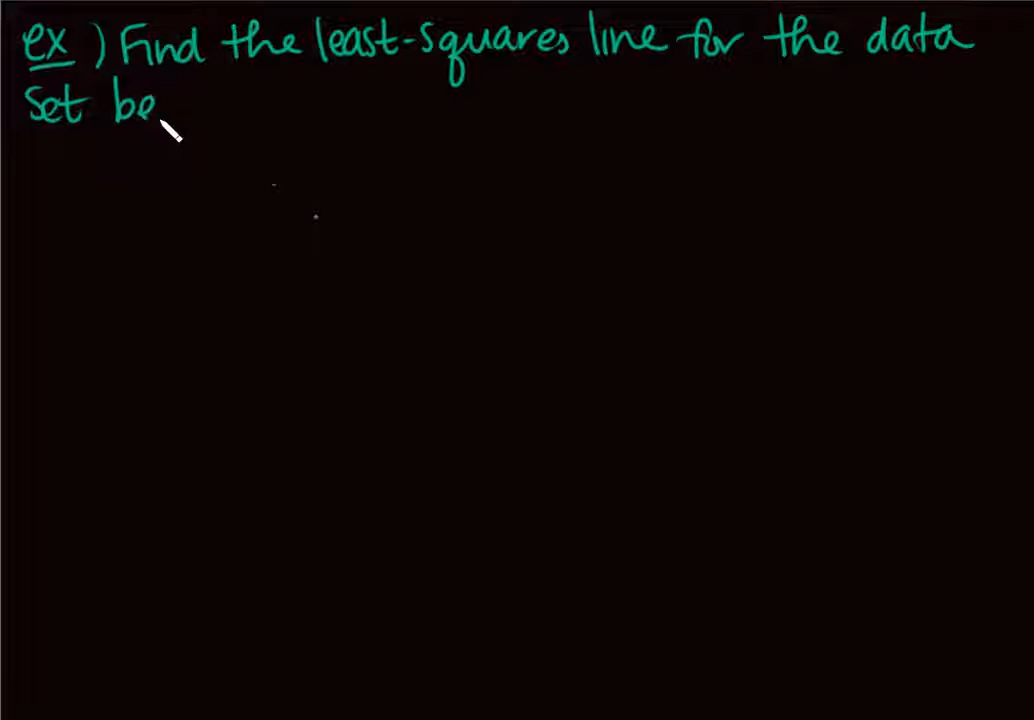 ex) Find the least-squares line for the data
set be